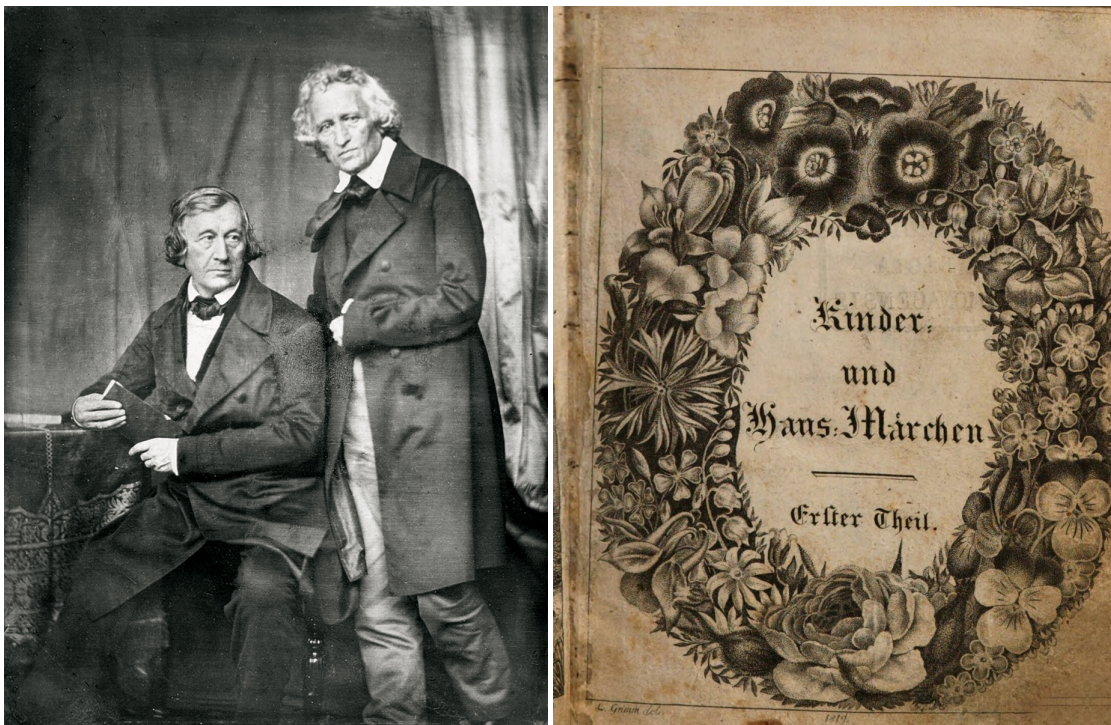 Kinder-
und
Haus-Märchen
Erster Theil.
L. Grimm del.
1819.